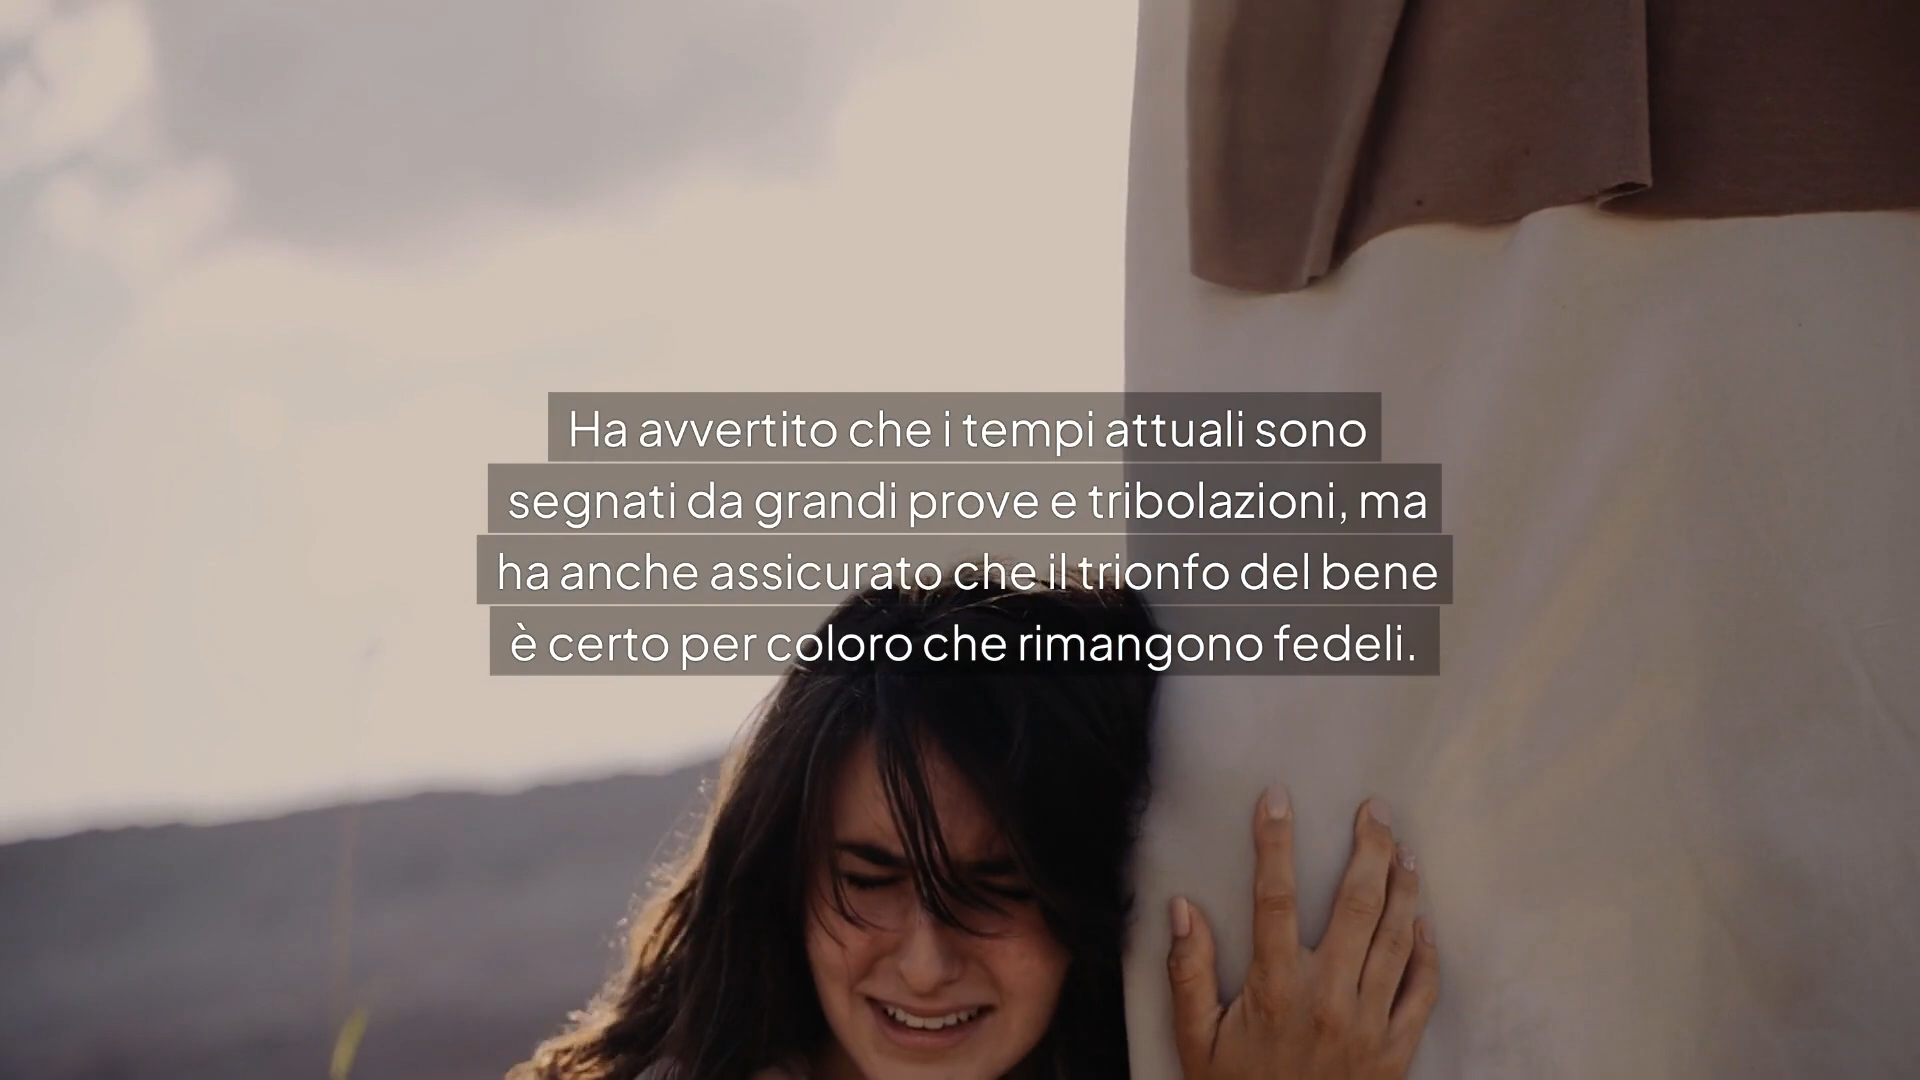 Ha avvertito che i tempi attuali sono
segnati da grandi prove e tribolazioni, ma
ha anche assicurato che il trionfo del bene
è certo per coloro che rimangono fedeli.